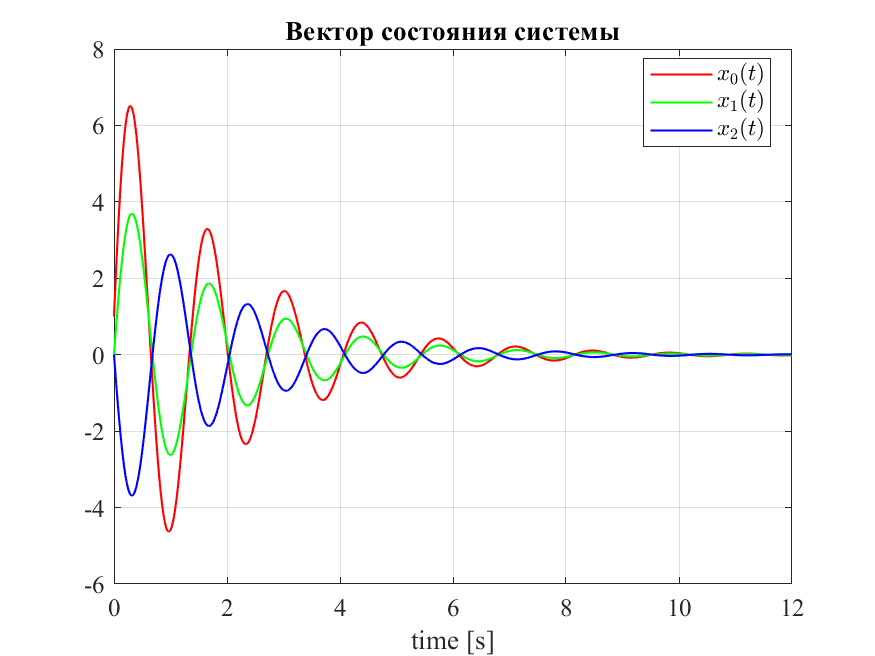 Вектор состояния системы
8
6
4
2
0
-2
-4
-6
x₀(t)
x₁(t)
x₂(t)
0 2 4 6 8 10 12
time [s]